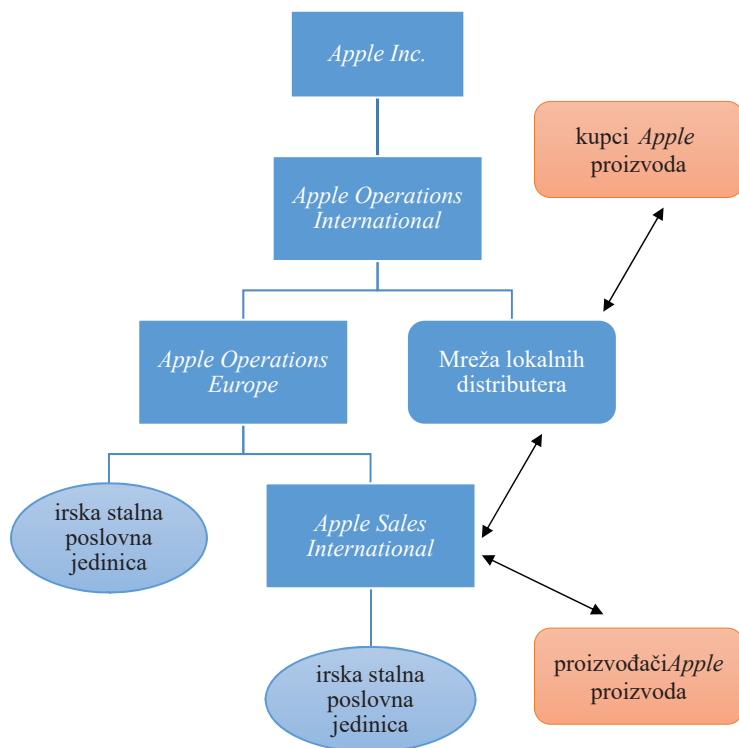 Apple Inc.
kupci Apple
proizvoda
Apple Operations
International
Apple Operations
Europe
Mreža lokalnih
distributera
irska stalna
poslovna
jedinica
Apple Sales
International
proizvođačiApple
proizvoda
irska stalna
poslovna
jedinica